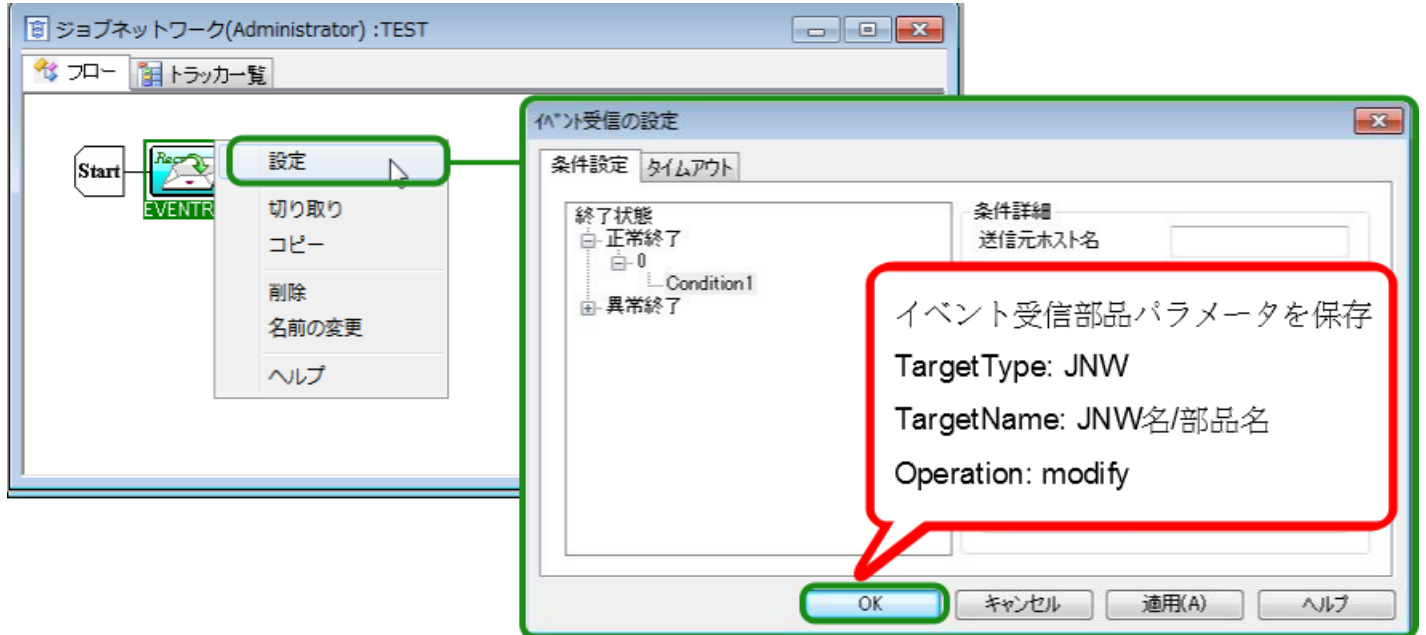 ジョブネットワーク(Administrator) :TEST
フロー
トラッカー覧
Start
EVENTR
設定
切り取り
コピー
削除
名前の変更
ヘルプ
イベント受信の設定
条件設定
タイムアウト
終了状態
正常終了
0
Condition1
異常終了
条件詳細
送信元ホスト名
イベント受信部品パラメータを保存
TargetType: JNW
TargetName: JNW名/部品名
Operation: modify
OK
キャンセル
適用(A)
ヘルプ